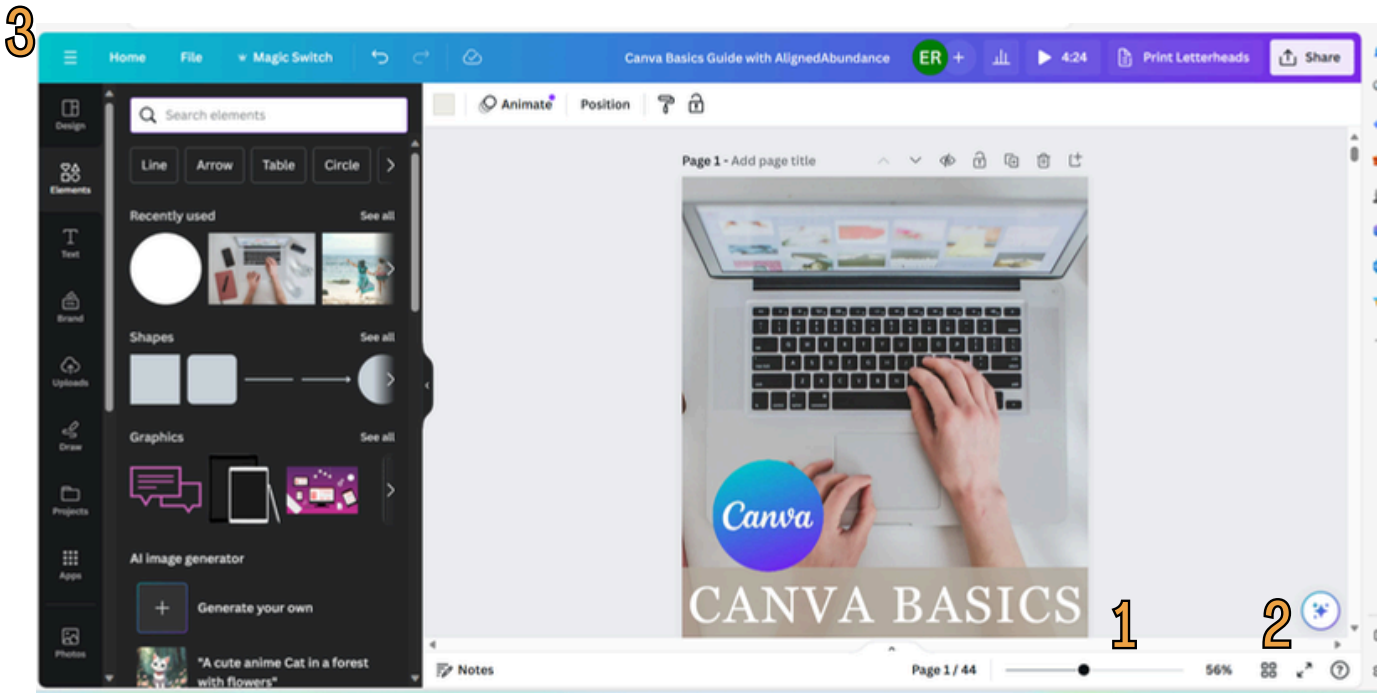 3
Home File Magic Switch Canva Basics Guide with AlignedAbundance ER + 4:24 Print Letterheads Share
Design
Elements
Text
Brand
Uploads
Draw
Projects
Apps
Photos
Search elements
Line Arrow Table Circle
Recently used See all
Shapes See all
Graphics See all
AI image generator
Generate your own
"A cute anime Cat in a forest
with flowers"
Animate Position
Page 1 - Add page title
Canva
CANVA BASICS
1 2
Notes Page 1 / 44 56% ?